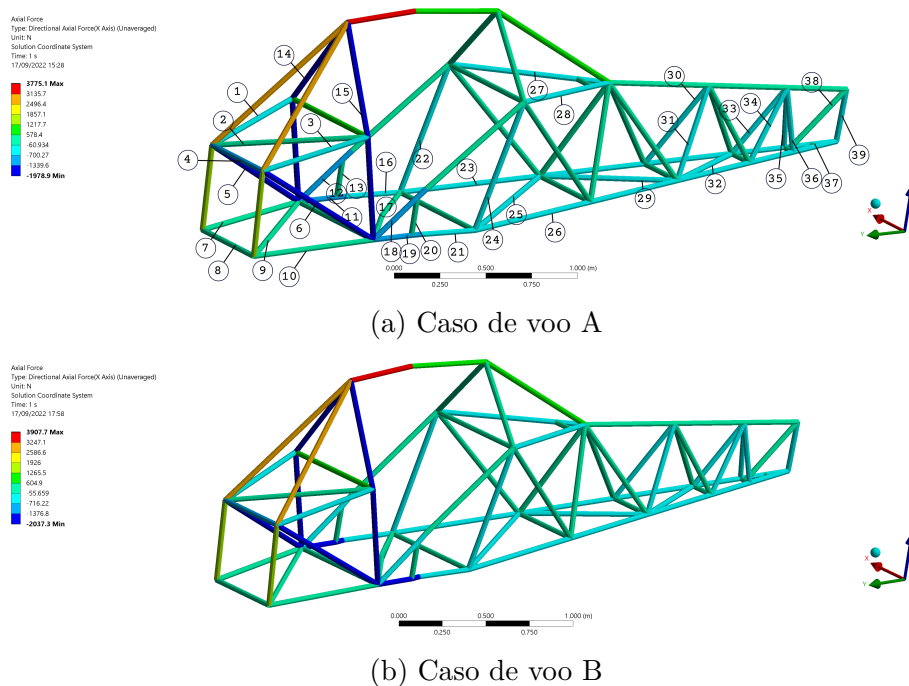 Axial Force
Type: Directional Axial Force(X Axis) (Unaveraged)
Unit: N
Solution Coordinate System
Time: 1 s
17/09/2022 15:28
3775.1 Max
3135.7
2496.4
1857.1
1217.7
578.4
-60.934
-700.27
-1339.6
-1978.9 Min
14
1
2
3
15
4
5
6
7
8
9
10
11
12
13
16
17
18
19
20
21
22
23
24
25
26
27
28
29
30
31
32
33
34
35
36
37
38
39
X
Y
0.000 0.500 1.000 (m)
0.250 0.750
(a) Caso de voo A
Axial Force
Type: Directional Axial Force(X Axis) (Unaveraged)
Unit: N
Solution Coordinate System
Time: 1 s
17/09/2022 17:58
3907.7 Max
3247.1
2586.6
1926
1265.5
604.9
-55.659
-716.22
-1376.8
-2037.3 Min
X
Y
0.000 0.500 1.000 (m)
0.250 0.750
(b) Caso de voo B